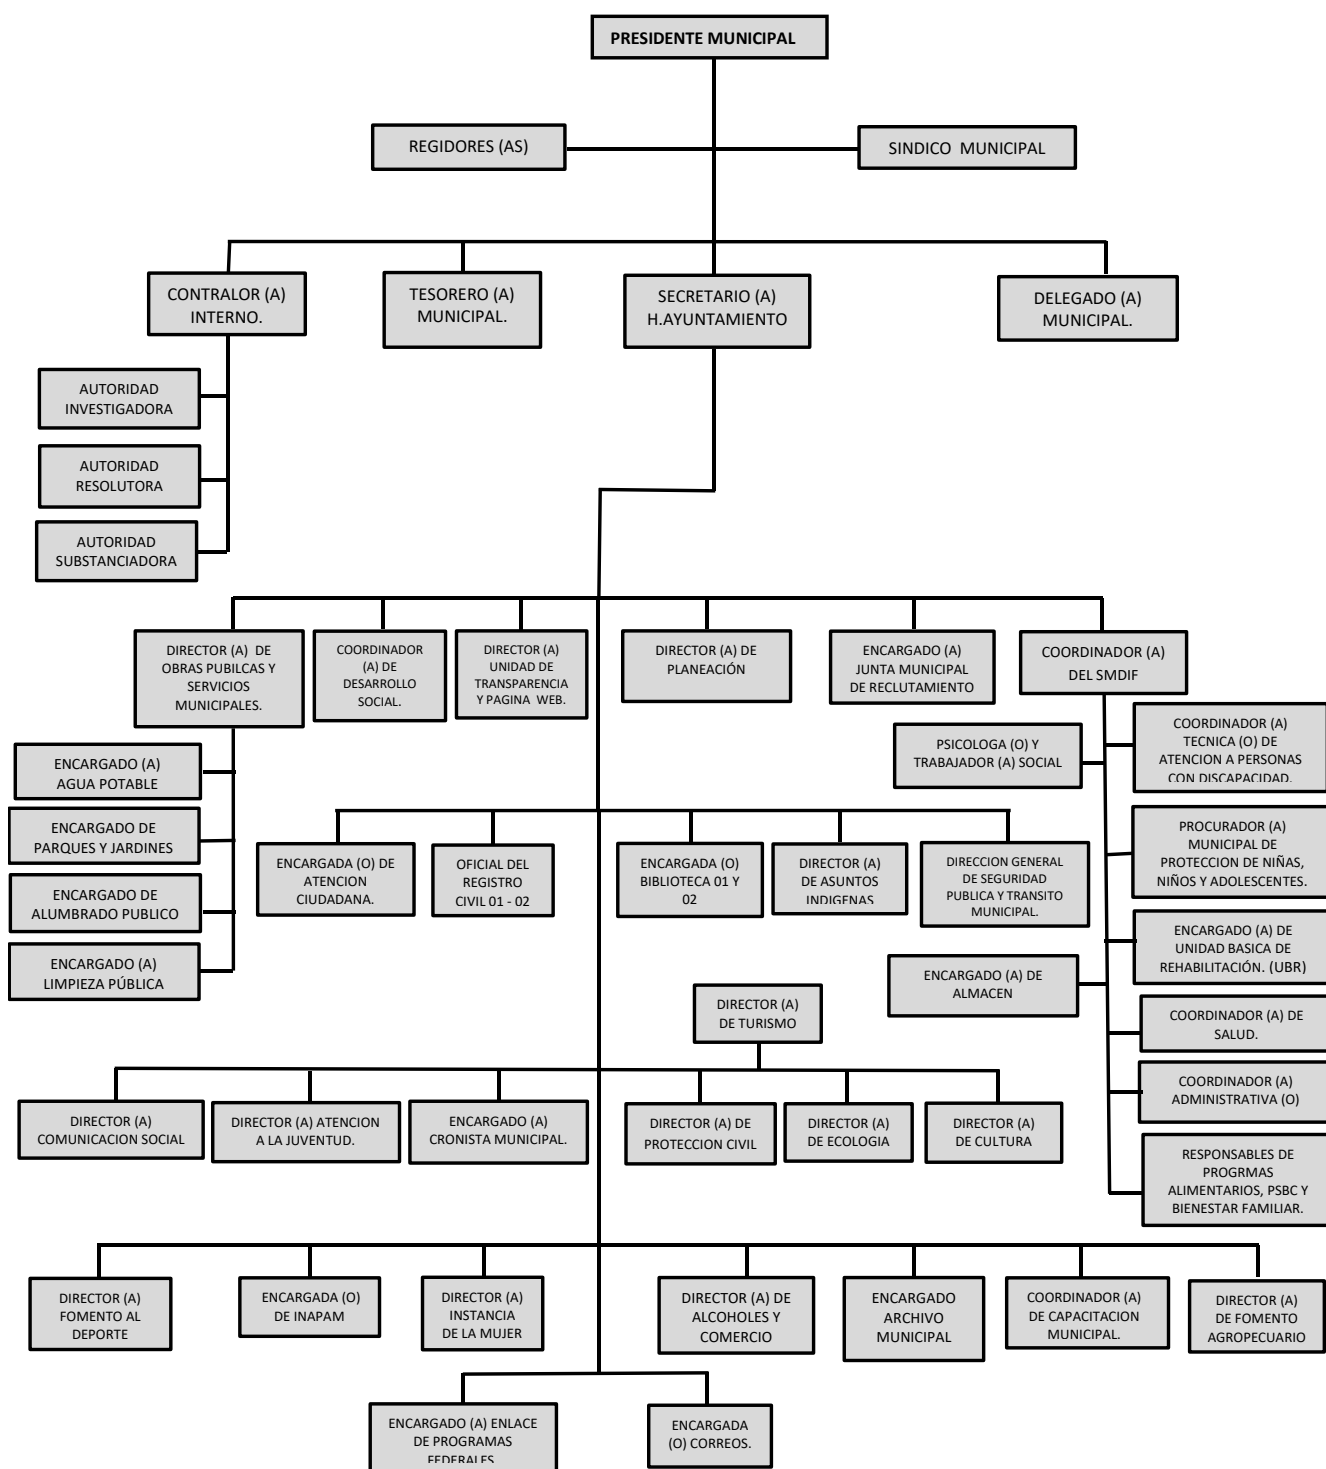 PRESIDENTE MUNICIPAL
REGIDORES (AS)
SINDICO MUNICIPAL
CONTRALOR (A)
INTERNO.
TESORERO (A)
MUNICIPAL.
SECRETARIO (A)
H.AYUNTAMIENTO
DELEGADO (A)
MUNICIPAL.
AUTORIDAD
INVESTIGADORA
AUTORIDAD
RESOLUTORA
AUTORIDAD
SUBSTANCIADORA
DIRECTOR (A) DE
OBRAS PUBILCAS Y
SERVICIOS
MUNICIPALES.
COORDINADOR
(A) DE
DESARROLLO
SOCIAL.
DIRECTOR (A)
UNIDAD DE
TRANSPARENCIA
Y PAGINA WEB.
DIRECTOR (A) DE
PLANEACIÓN
ENCARGADO (A)
JUNTA MUNICIPAL
DE RECLUTAMIENTO
COORDINADOR (A)
DEL SMDIF
ENCARGADO (A)
AGUA POTABLE
ENCARGADO DE
PARQUES Y JARDINES
ENCARGADO DE
ALUMBRADO PUBLICO
ENCARGADO (A)
LIMPIEZA PÚBLICA
PSICOLOGA (O) Y
TRABAJADOR (A) SOCIAL
COORDINADOR (A)
TECNICA (O) DE
ATENCION A PERSONAS
CON DISCAPACIDAD.
PROCURADOR (A)
MUNICIPAL DE
PROTECCION DE NIÑAS,
NIÑOS Y ADOLESCENTES.
ENCARGADO (A) DE
UNIDAD BASICA DE
REHABILITACIÓN. (UBR)
ENCARGADO (A) DE
ALMACEN
COORDINADOR (A) DE
SALUD.
COORDINADOR (A)
ADMINISTRATIVA (O)
RESPONSABLES DE
PROGRMAS
ALIMENTARIOS, PSBC Y
BIENESTAR FAMILIAR.
ENCARGADA (O) DE
ATENCION
CIUDADANA.
OFICIAL DEL
REGISTRO
CIVIL 01 - 02
ENCARGADA (O)
BIBLIOTECA 01 Y
02
DIRECTOR (A)
DE ASUNTOS
INDIGENAS
DIRECCION GENERAL
DE SEGURIDAD
PUBLICA Y TRANSITO
MUNICIPAL.
DIRECTOR (A)
DE TURISMO
DIRECTOR (A)
COMUNICACION SOCIAL
DIRECTOR (A) ATENCION
A LA JUVENTUD.
ENCARGADO (A)
CRONISTA MUNICIPAL.
DIRECTOR (A) DE
PROTECCION CIVIL
DIRECTOR (A)
DE ECOLOGIA
DIRECTOR (A)
DE CULTURA
DIRECTOR (A)
FOMENTO AL
DEPORTE
ENCARGADA (O)
DE INAPAM
DIRECTOR (A)
INSTANCIA
DE LA MUJER
DIRECTOR (A) DE
ALCOHOLES Y
COMERCIO
ENCARGADO
ARCHIVO
MUNICIPAL
COORDINADOR (A)
DE CAPACITACION
MUNICIPAL.
DIRECTOR (A)
DE FOMENTO
AGROPECUARIO
ENCARGADO (A) ENLACE
DE PROGRAMAS
FEDERALES
ENCARGADA
(O) CORREOS.